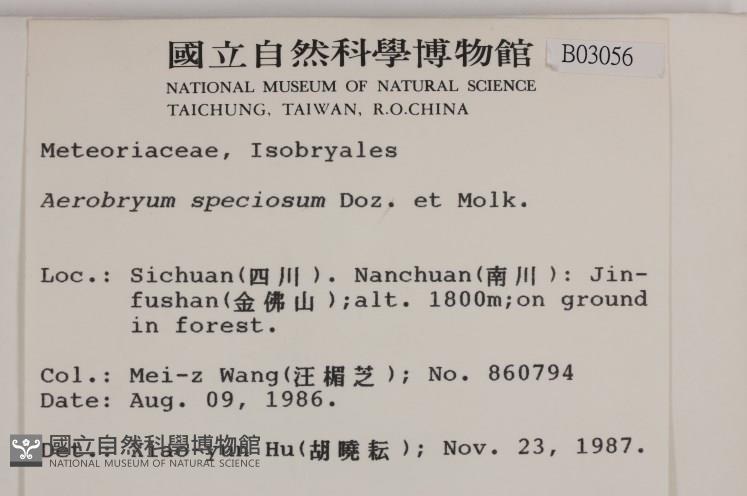 國立自然科學博物館 B03056
NATIONAL MUSEUM OF NATURAL SCIENCE
TAICHUNG, TAIWAN, R.O.CHINA
Meteoriaceae, Isobryales
Aerobryum speciosum Doz. et Molk.
Loc.: Sichuan(四川). Nanchuan(南川): Jin-
fushan(金佛山);alt. 1800m;on ground
in forest.
Col.: Mei-z Wang(汪楣芝); No. 860794
Date: Aug. 09, 1986.
Det.: Xiao-yun Hu(胡曉耘); Nov. 23, 1987.
國立自然科學博物館
NATIONAL MUSEUM OF NATURAL SCIENCE